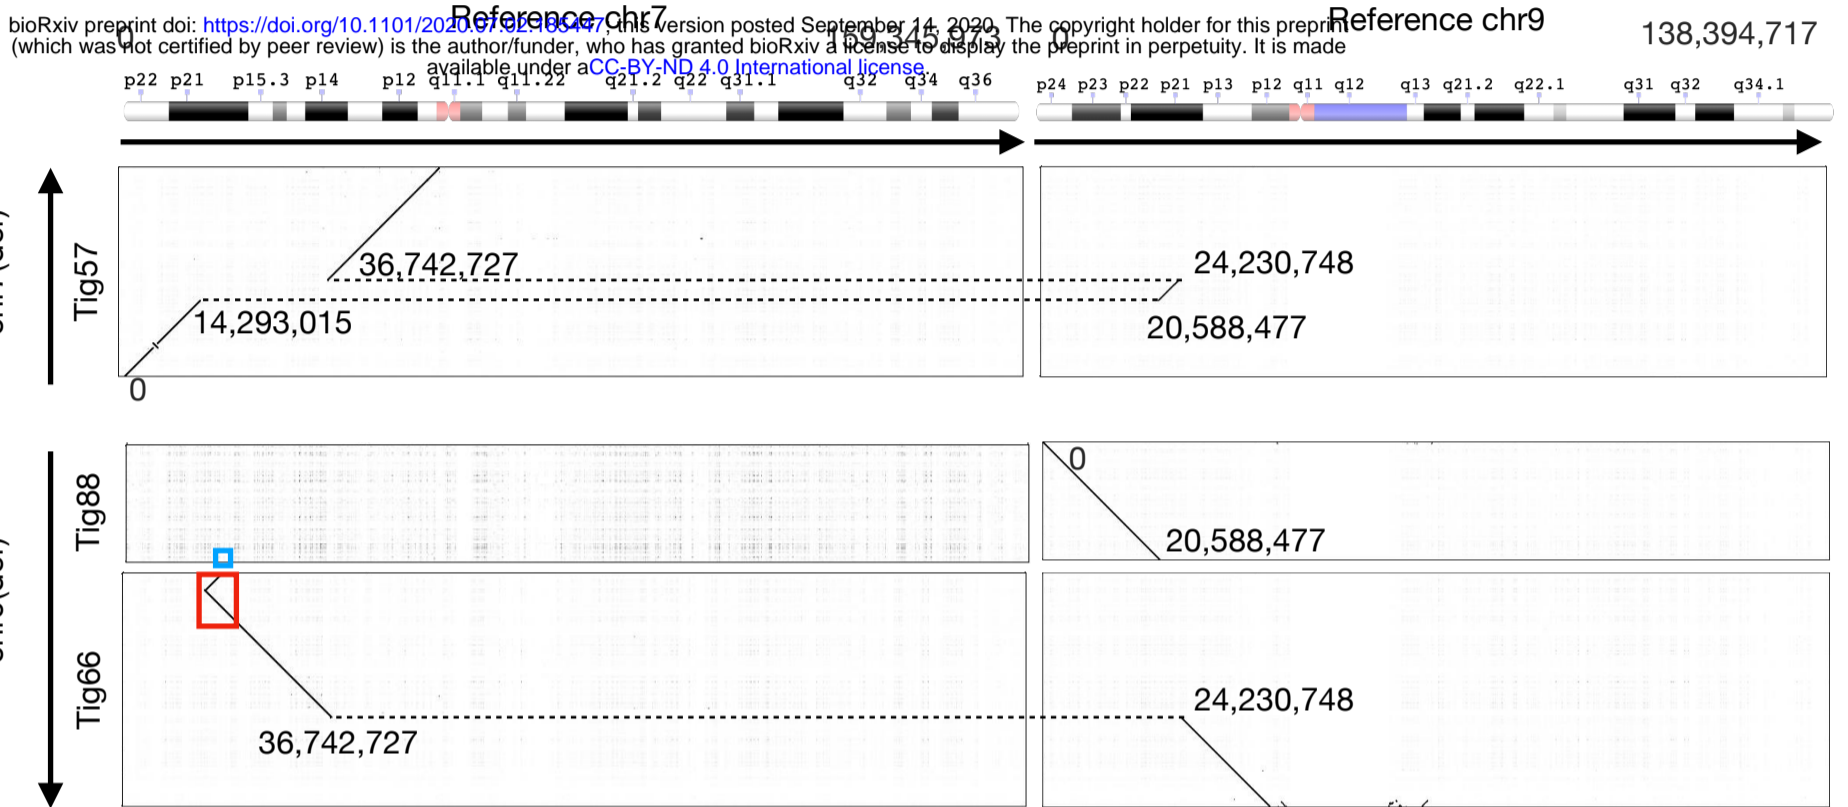 Reference chr7
Reference chr9
bioRxiv preprint doi: https://doi.org/10.1101/2020.07.02.185447; this version posted September 14, 2020. The copyright holder for this preprint
(which was not certified by peer review) is the author/funder, who has granted bioRxiv a license to display the preprint in perpetuity. It is made
available under aCC-BY-ND 4.0 International license.
0
159,345,973
0
138,394,717
p22 p21 p15.3 p14 p12 q11.1 q11.22 q21.2 q22 q31.1 q32 q34 q36
p24 p23 p22 p21 p13 p12 q11 q12 q13 q21.2 q22.1 q31 q32 q34.1
Tig57
36,742,727
24,230,748
14,293,015
20,588,477
0
Tig88
0
20,588,477
Tig66
24,230,748
36,742,727